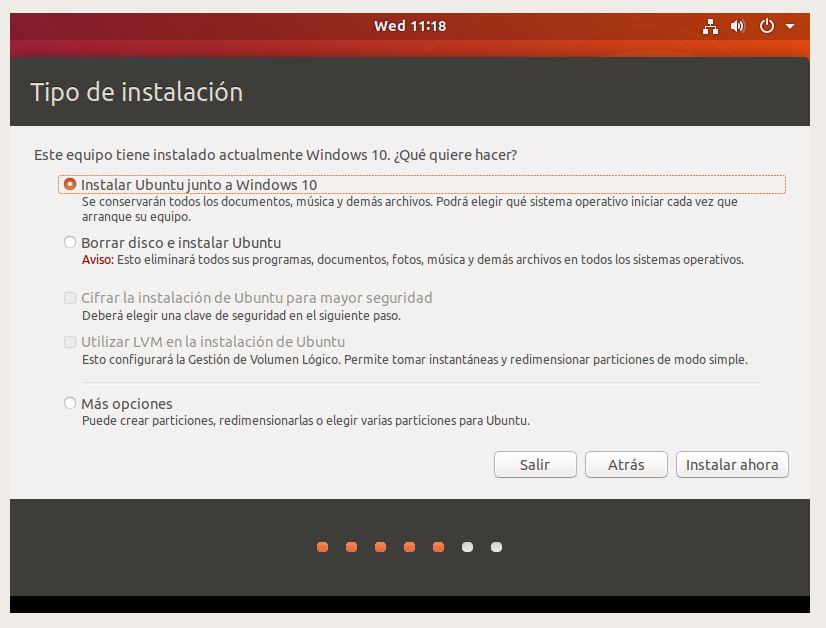 Wed 11:18
Tipo de instalación
Este equipo tiene instalado actualmente Windows 10. ¿Qué quiere hacer?
Instalar Ubuntu junto a Windows 10
Se conservarán todos los documentos, música y demás archivos. Podrá elegir qué sistema operativo iniciar cada vez que
arranque su equipo.
Borrar disco e instalar Ubuntu
Aviso: Esto eliminará todos sus programas, documentos, fotos, música y demás archivos en todos los sistemas operativos.
Cifrar la instalación de Ubuntu para mayor seguridad
Deberá elegir una clave de seguridad en el siguiente paso.
Utilizar LVM en la instalación de Ubuntu
Esto configurará la Gestión de Volumen Lógico. Permite tomar instantáneas y redimensionar particiones de modo simple.
Más opciones
Puede crear particiones, redimensionarlas o elegir varias particiones para Ubuntu.
Salir
Atrás
Instalar ahora